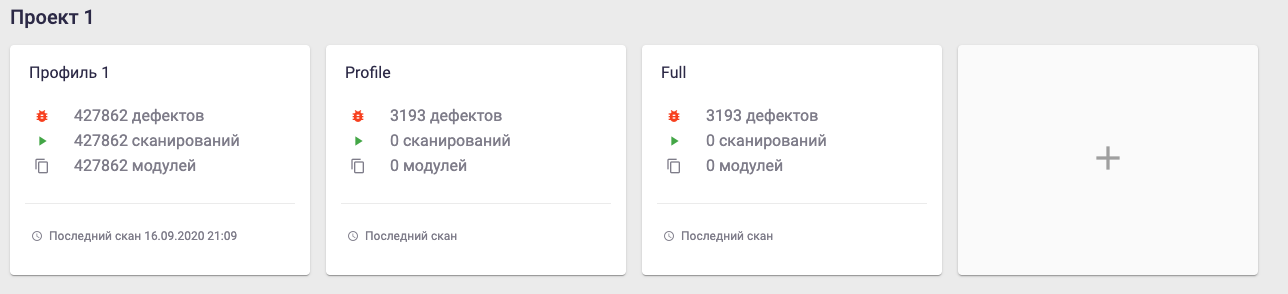 Проект 1
Профиль 1
427862 дефектов
427862 сканирований
427862 модулей
Последний скан 16.09.2020 21:09
Profile
3193 дефектов
0 сканирований
0 модулей
Последний скан
Full
3193 дефектов
0 сканирований
0 модулей
Последний скан